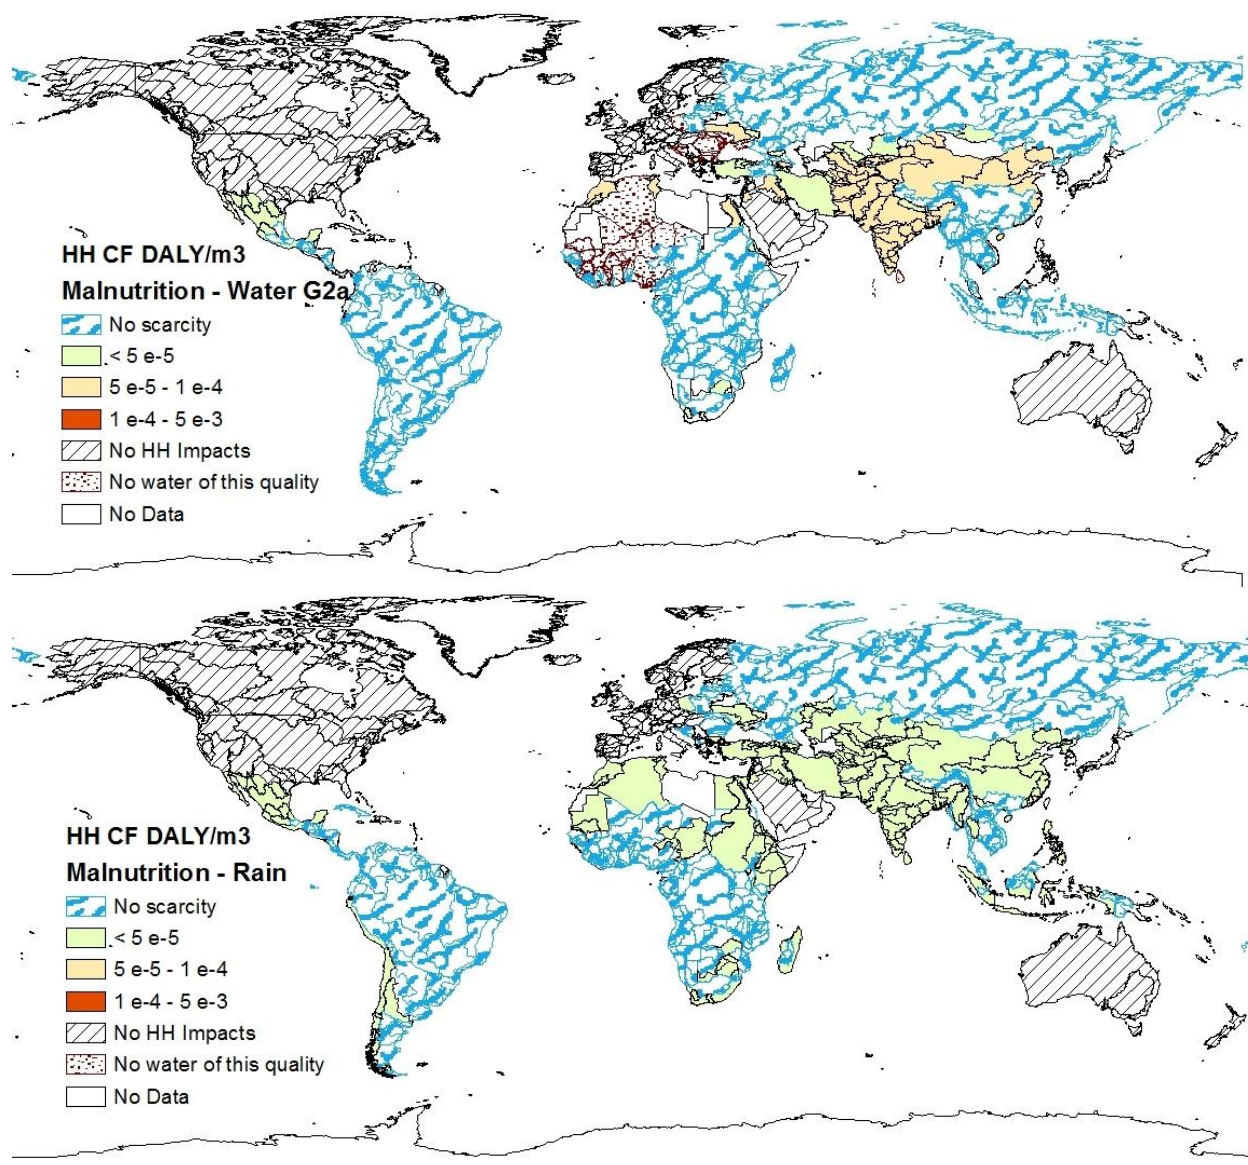 HH CF DALY/m3
Malnutrition - Water G2a
No scarcity
< 5 e-5
5 e-5 - 1 e-4
1 e-4 - 5 e-3
No HH Impacts
No water of this quality
No Data
HH CF DALY/m3
Malnutrition - Rain
No scarcity
< 5 e-5
5 e-5 - 1 e-4
1 e-4 - 5 e-3
No HH Impacts
No water of this quality
No Data